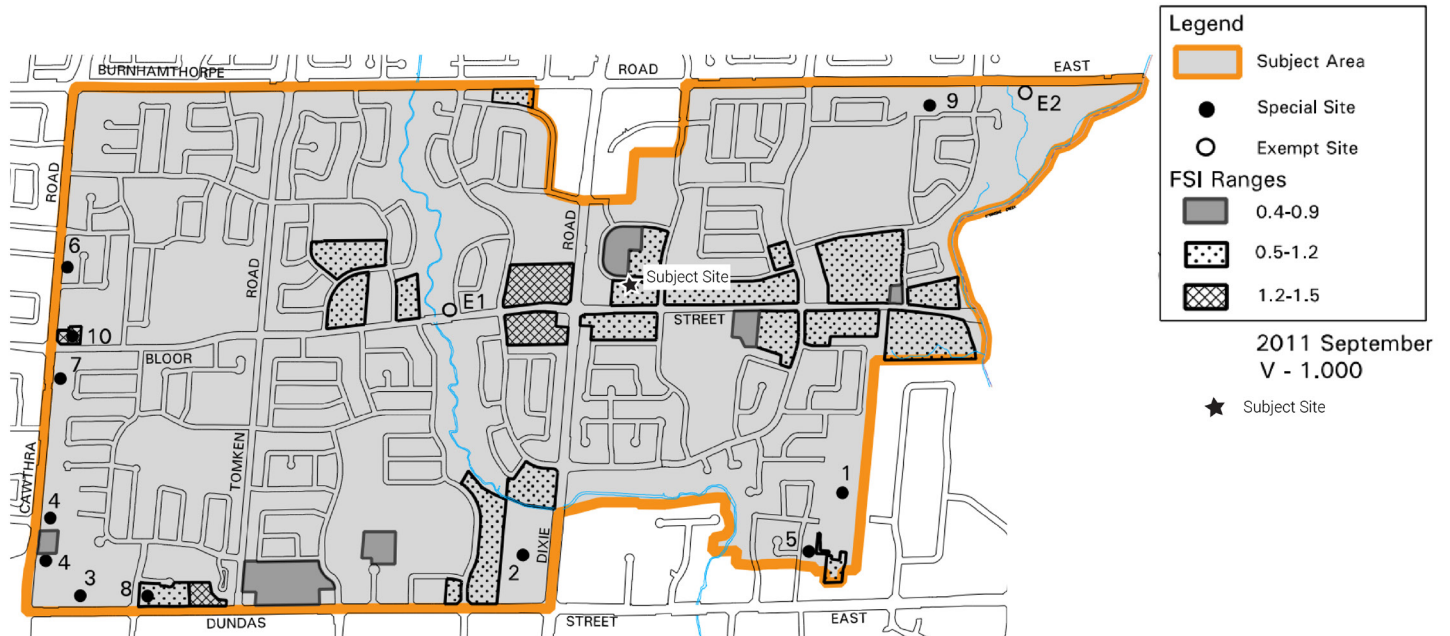 BURNHAMTHORPE
ROAD
EAST
9
E2
ROAD
6
ROAD
ROAD
Subject Site
E1
10
STREET
BLOOR
7
CAWTHRA
TOMKEN
4
4
3
8
1
5
2
DIXIE
DUNDAS
STREET
EAST
Legend
Subject Area
Special Site
Exempt Site
FSI Ranges
0.4-0.9
0.5-1.2
1.2-1.5
2011 September
V - 1.000
Subject Site